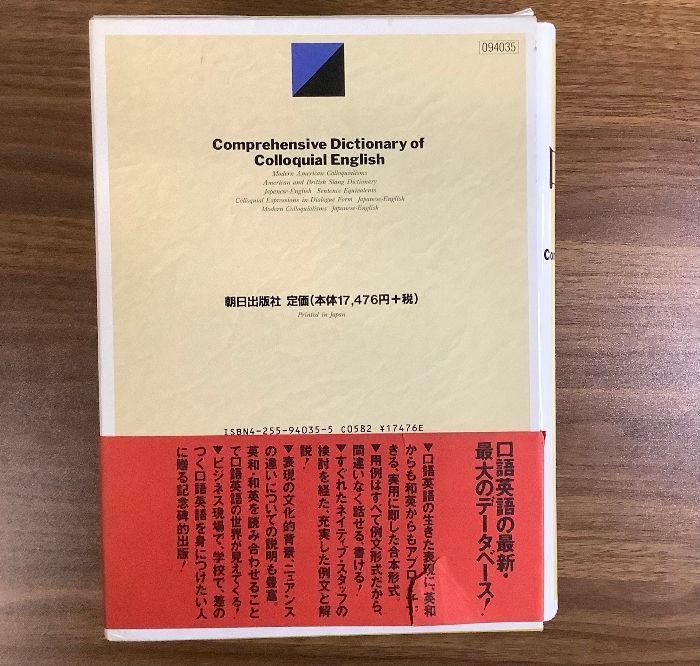 094035
Comprehensive Dictionary of
Colloquial English
Modern American Colloquialisms
American and British Slang Dictionary
Japanese-English Sentence Equivalents
Colloquial Expressions in Dialogue Form Japanese-English
Modern Colloquialisms Japanese-English
朝日出版社 定価(本体17,476円+税)
Printed in Japan
ISBN4-255-94035-5 C0582 ¥17476E
口語英語の最新・
最大のデータベース!
▼口語英語の生きた表現に、英和
からも和英からもアプローチで
きる、実用に即した合本形式。
▼用例はすべて例文形式だから、
間違いなく話せる、書ける!
▼すぐれたネイティブ・スタッフの
検討を経た、充実した例文と解
説!
▼表現の文化的背景、ニュアンス
の違いについての説明も豊富。
英和・和英を読み合わせること
で口語英語の世界が見えてくる!
▼ビジネス現場で、学校で、差の
つく口語英語を身につけたい人
に贈る記念碑的出版!
Co